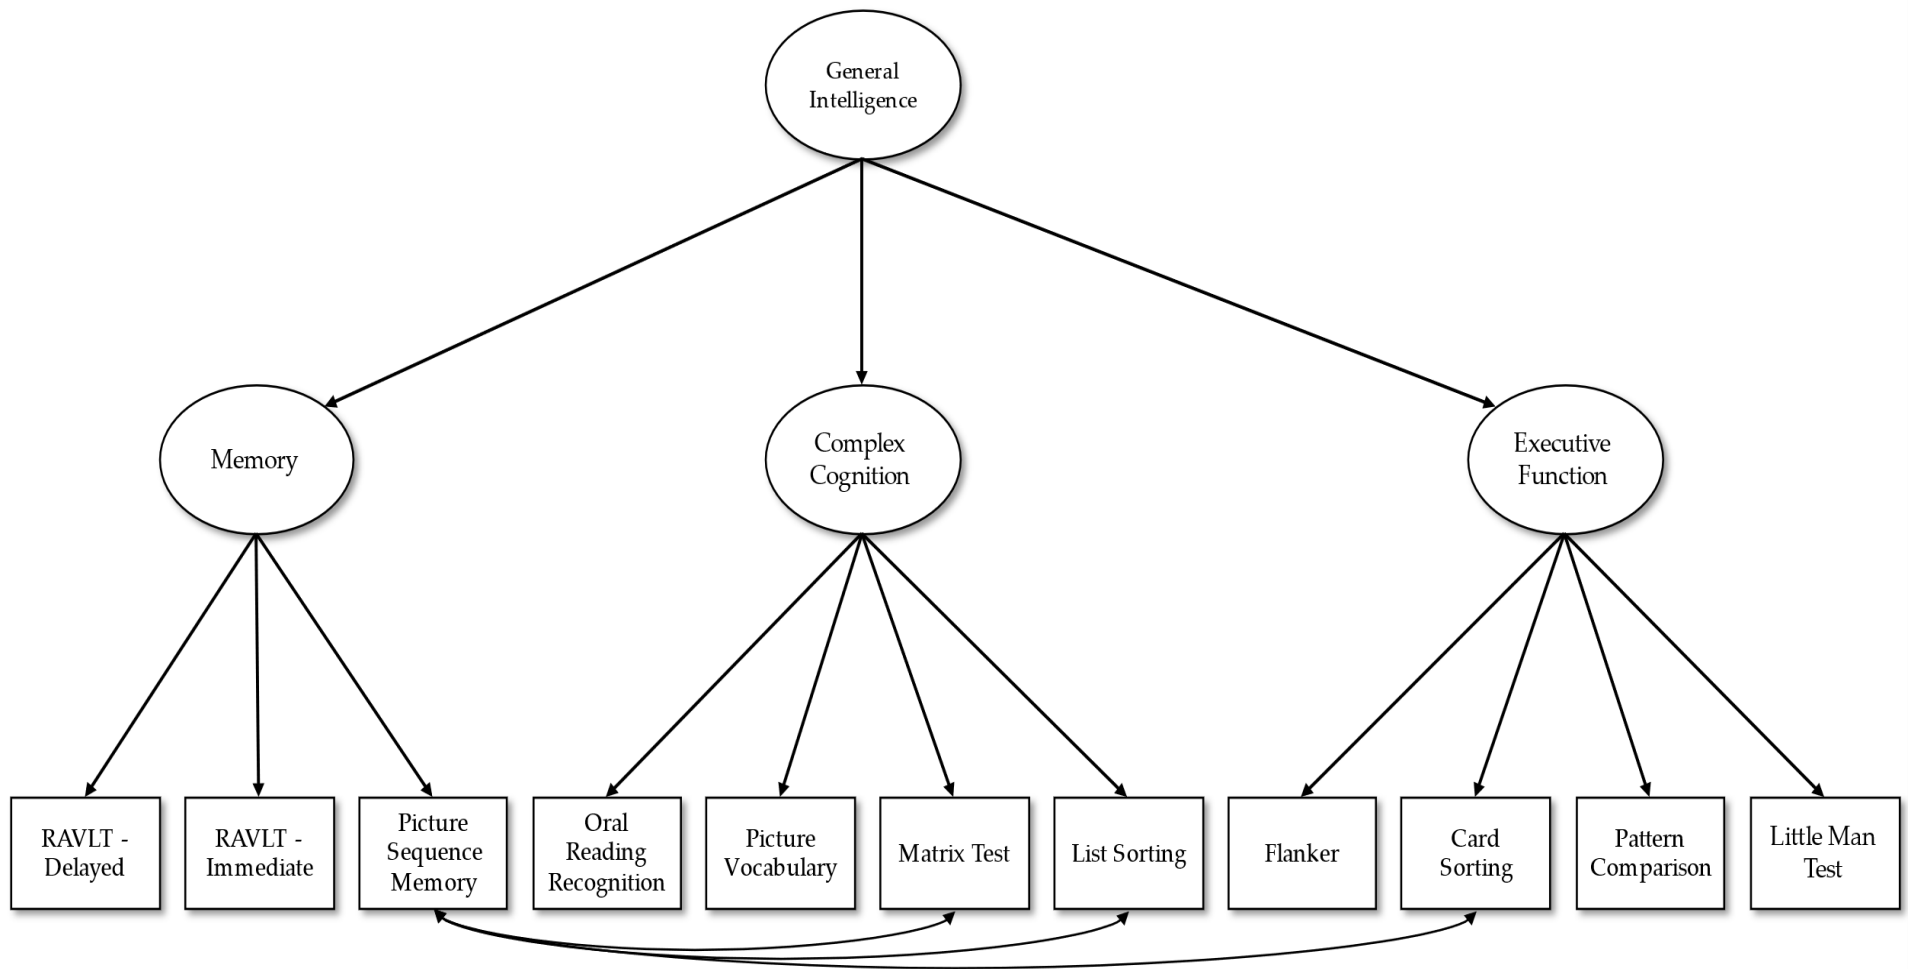 General
Intelligence
Memory
Complex
Cognition
Executive
Function
RAVLT -
Delayed
RAVLT -
Immediate
Picture
Sequence
Memory
Oral
Reading
Recognition
Picture
Vocabulary
Matrix Test
List Sorting
Flanker
Card
Sorting
Pattern
Comparison
Little Man
Test